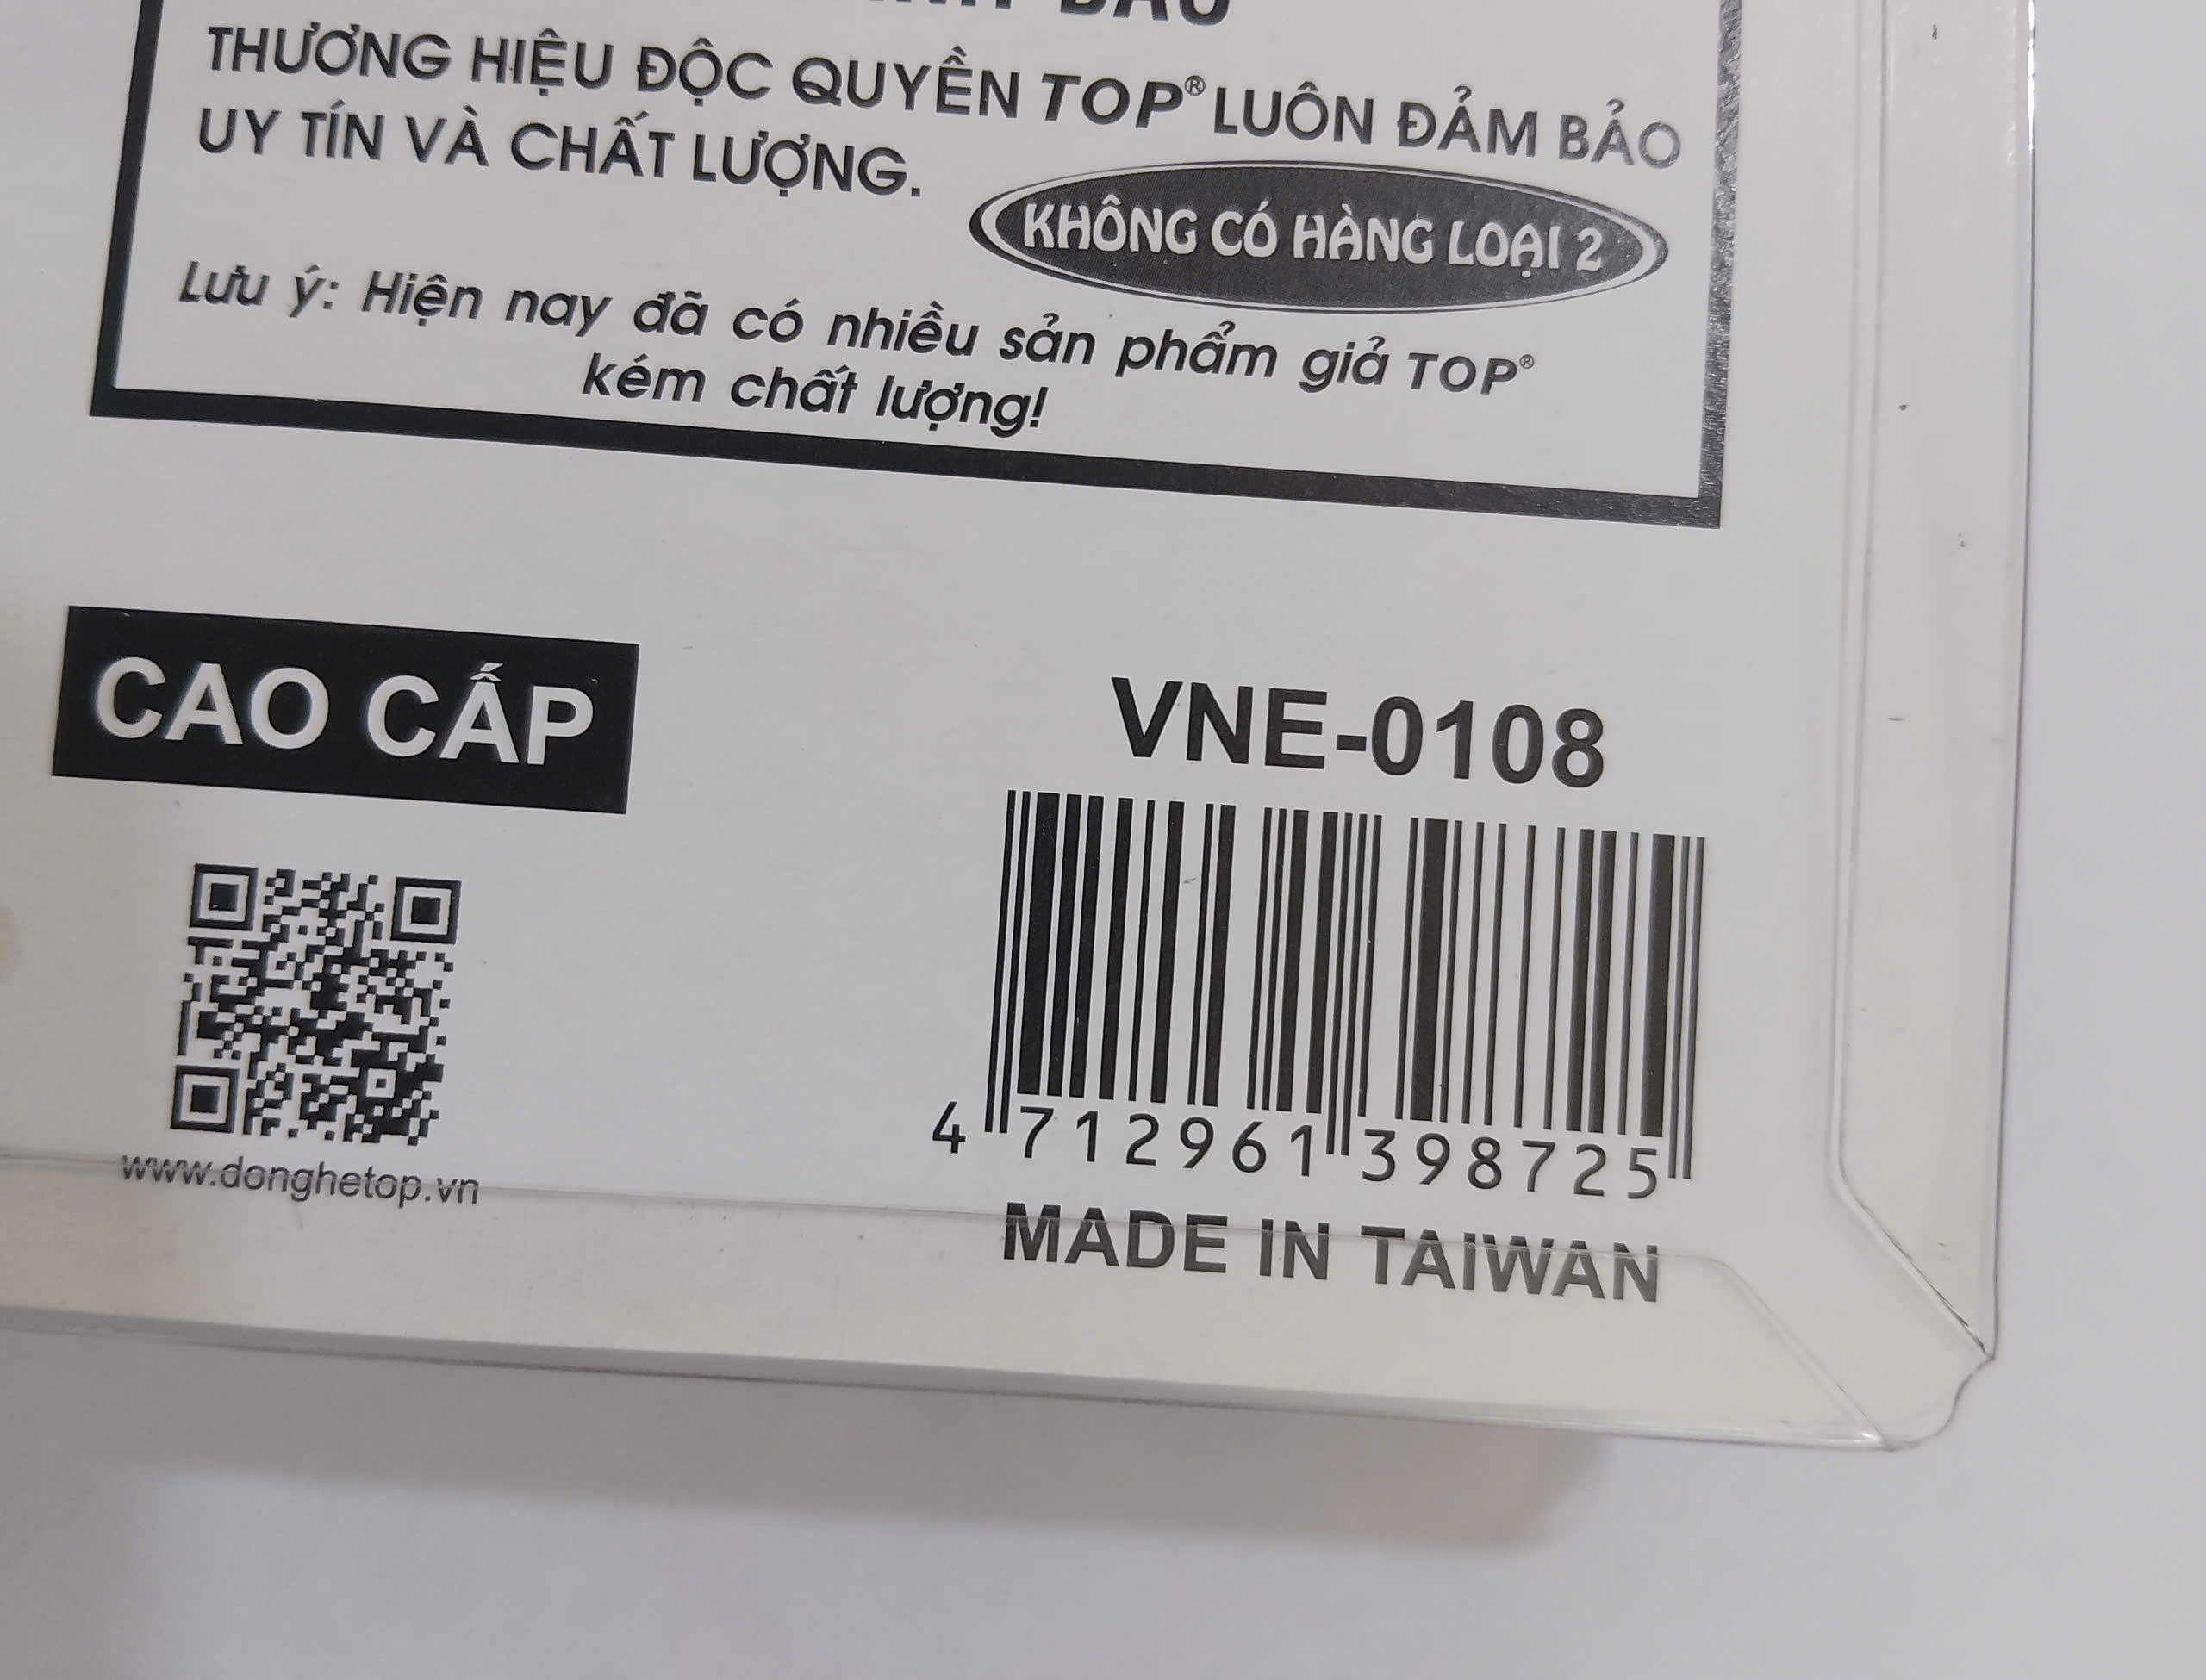 THƯƠNG HIỆU ĐỘC QUYỀN TOP® LUÔN ĐẢM BẢO
UY TÍN VÀ CHẤT LƯỢNG.
KHÔNG CÓ HÀNG LOẠI 2
Lưu ý: Hiện nay đã có nhiều sản phẩm giả TOP®
kém chất lượng!
CAO CẤP
VNE-0108
4 712961 398725
www.donghetop.vn
MADE IN TAIWAN